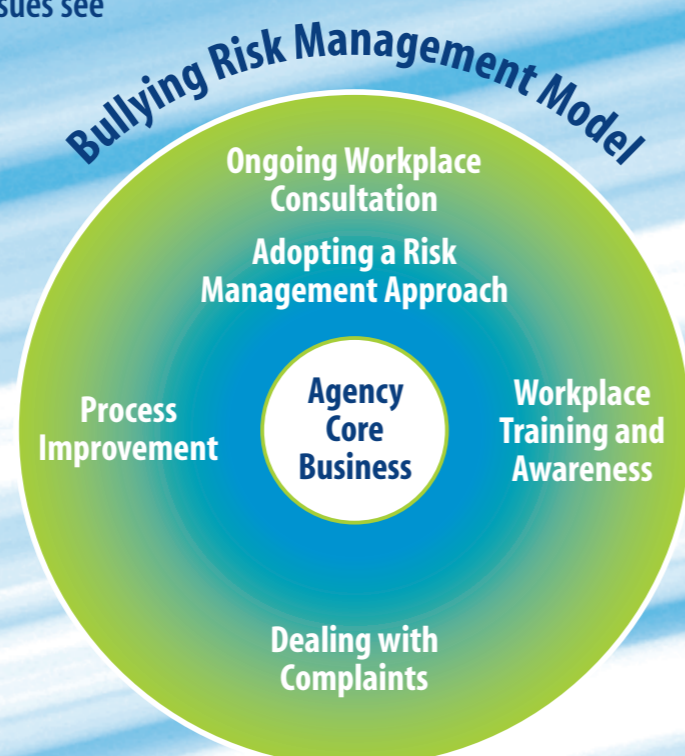 sues see
Bullying Risk Management Model
Ongoing Workplace
Consultation
Adopting a Risk
Management Approach
Process
Improvement
Agency
Core
Business
Workplace
Training and
Awareness
Dealing with
Complaints